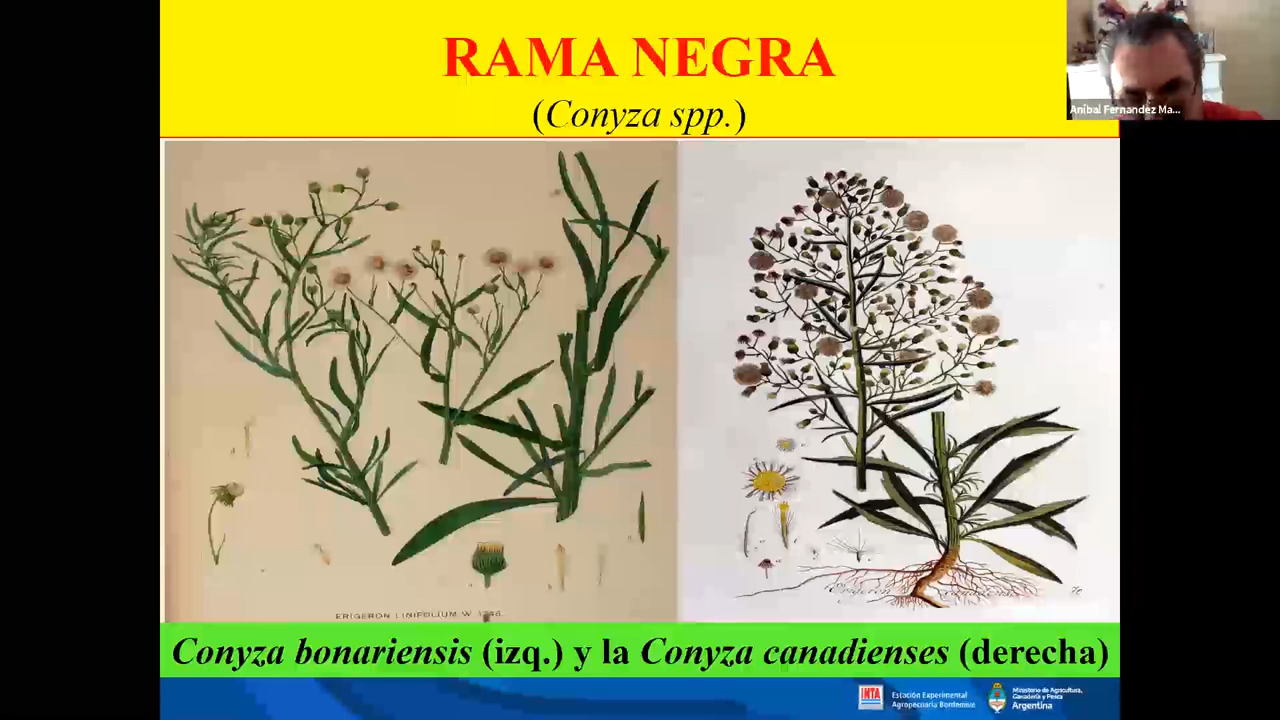 RAMA NEGRA
(Conyza spp.)
Aníbal Fernandez Ma...
ERIGERON LINIFOLIUM W.
Erigeron
Conyza bonariensis (izq.) y la Conyza canadienses (derecha)
INTA
Estación Experimental
Agropecuaria Bordenave
Ministerio de Agricultura,
Ganadería y Pesca
Argentina